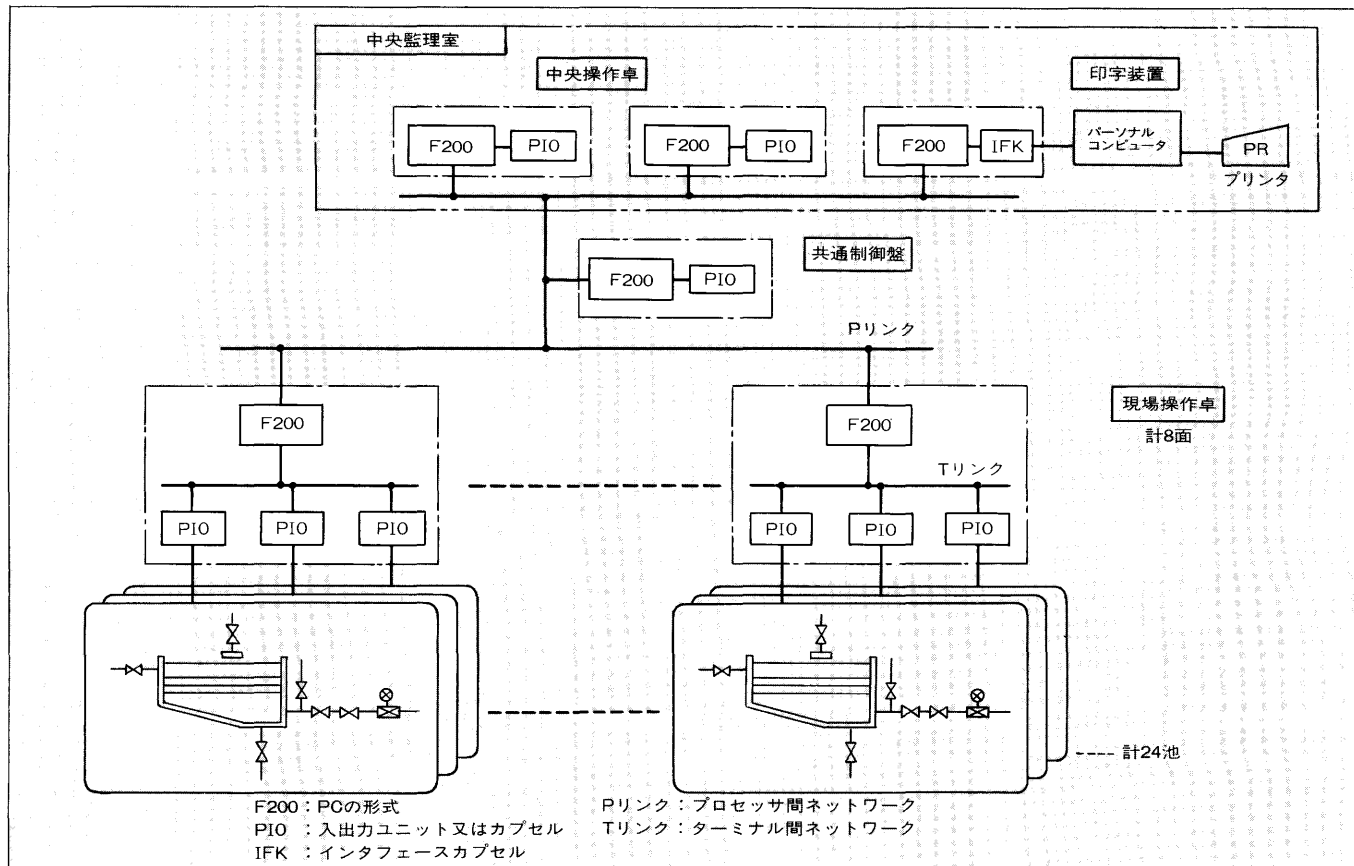 中央監理室
中央操作卓
印字装置
F200
PIO
F200
PIO
F200
IFK
パーソナル
コンピュータ
PR
プリンタ
共通制御盤
F200
PIO
Pリンク
現場操作卓
計8面
F200
F200
Tリンク
PIO
PIO
PIO
PIO
PIO
PIO
計24池
F200：PCの形式
PIO ：入出力ユニット又はカプセル
IFK ：インタフェースカプセル
Pリンク：プロセッサ間ネットワーク
Tリンク：ターミナル間ネットワーク